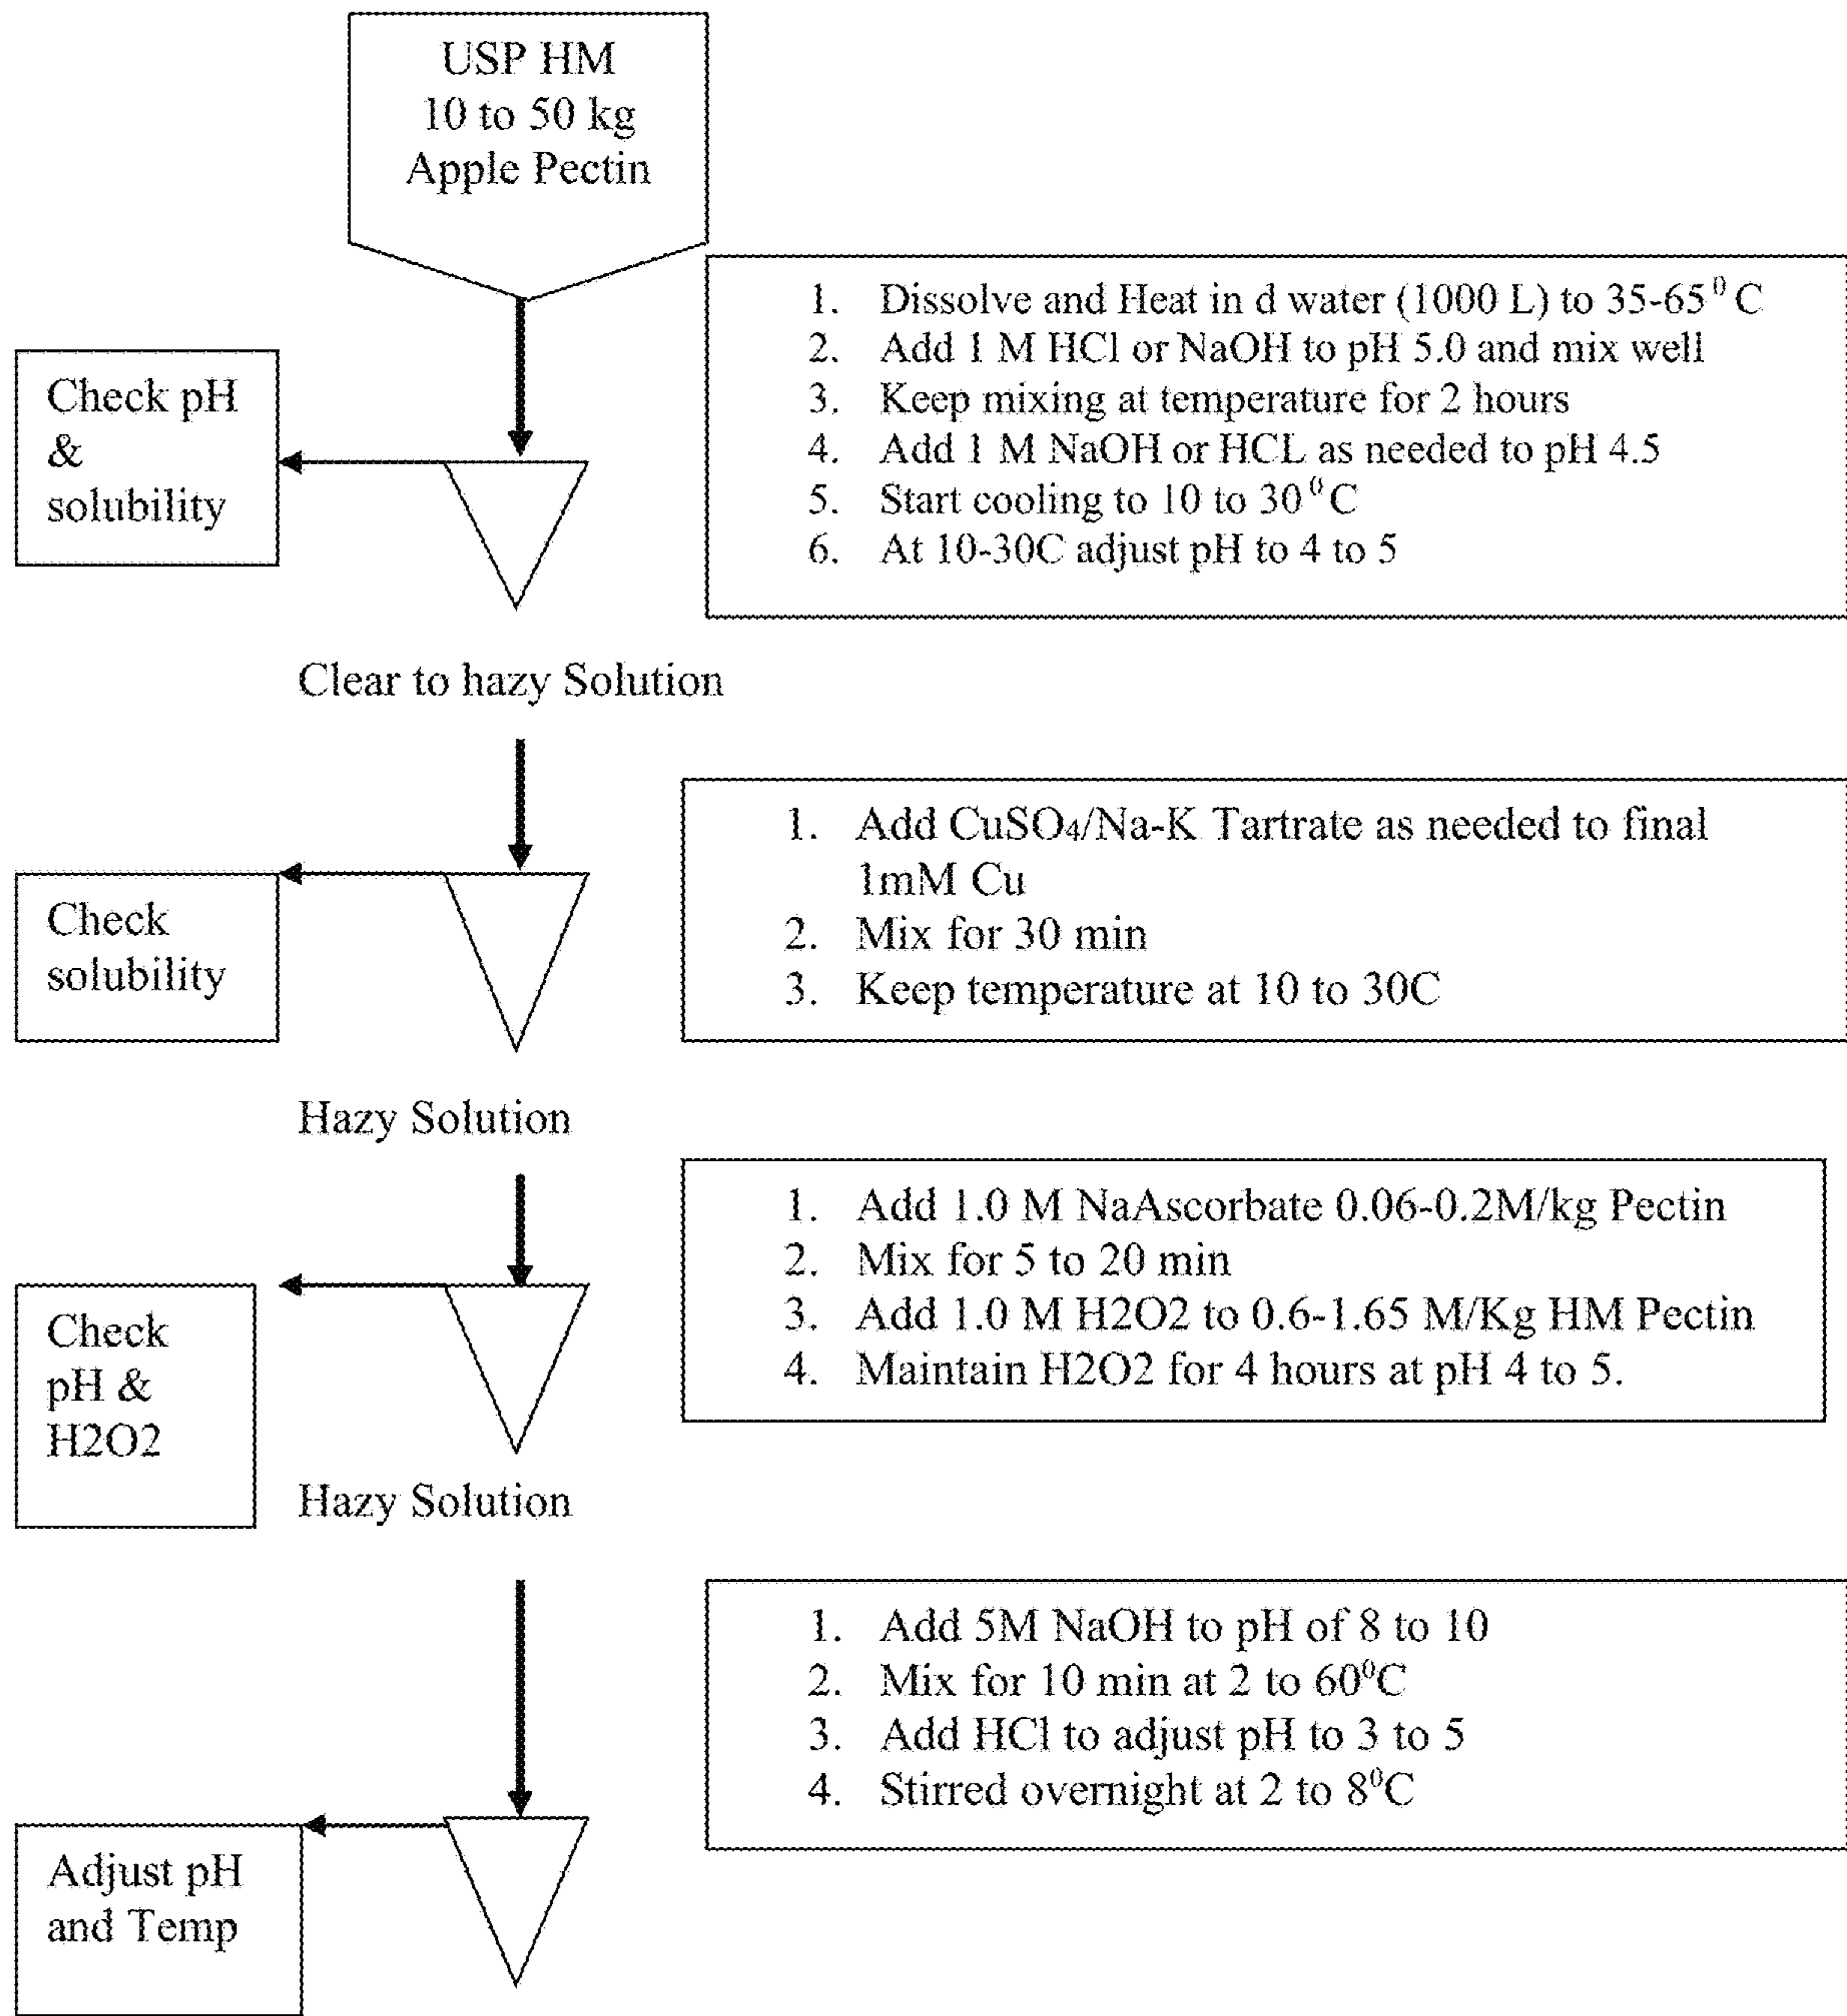 USP HM
10 to 50 kg
Apple Pectin
1. Dissolve and Heat in d water (1000 L) to 35-65⁰ C
2. Add 1 M HCl or NaOH to pH 5.0 and mix well
3. Keep mixing at temperature for 2 hours
4. Add 1 M NaOH or HCL as needed to pH 4.5
5. Start cooling to 10 to 30⁰C
6. At 10-30C adjust pH to 4 to 5
Check pH
&
solubility
Clear to hazy Solution
1. Add CuSO₄/Na-K Tartrate as needed to final
1mM Cu
2. Mix for 30 min
3. Keep temperature at 10 to 30C
Check
solubility
Hazy Solution
1. Add 1.0 M NaAscorbate 0.06-0.2M/kg Pectin
2. Mix for 5 to 20 min
3. Add 1.0 M H2O2 to 0.6-1.65 M/Kg HM Pectin
4. Maintain H2O2 for 4 hours at pH 4 to 5.
Check
pH &
H2O2
Hazy Solution
1. Add 5M NaOH to pH of 8 to 10
2. Mix for 10 min at 2 to 60⁰C
3. Add HCl to adjust pH to 3 to 5
4. Stirred overnight at 2 to 8⁰C
Adjust pH
and Temp